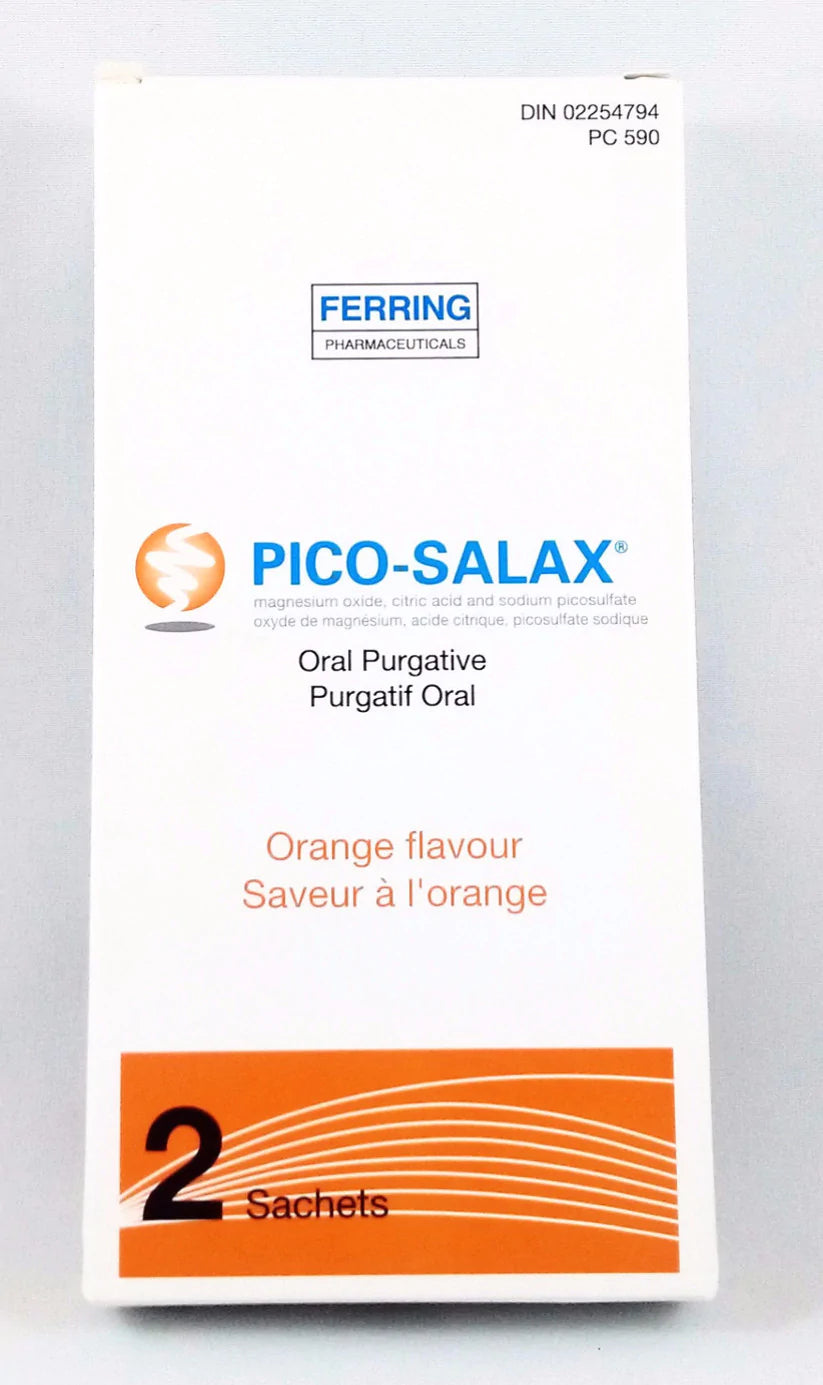 DIN 02254794
PC 590
FERRING
PHARMACEUTICALS
PICO-SALAX®
magnesium oxide, citric acid and sodium picosulfate
oxyde de magnésium, acide citrique, picosulfate sodique
Oral Purgative
Purgatif Oral
Orange flavour
Saveur à l'orange
2 Sachets